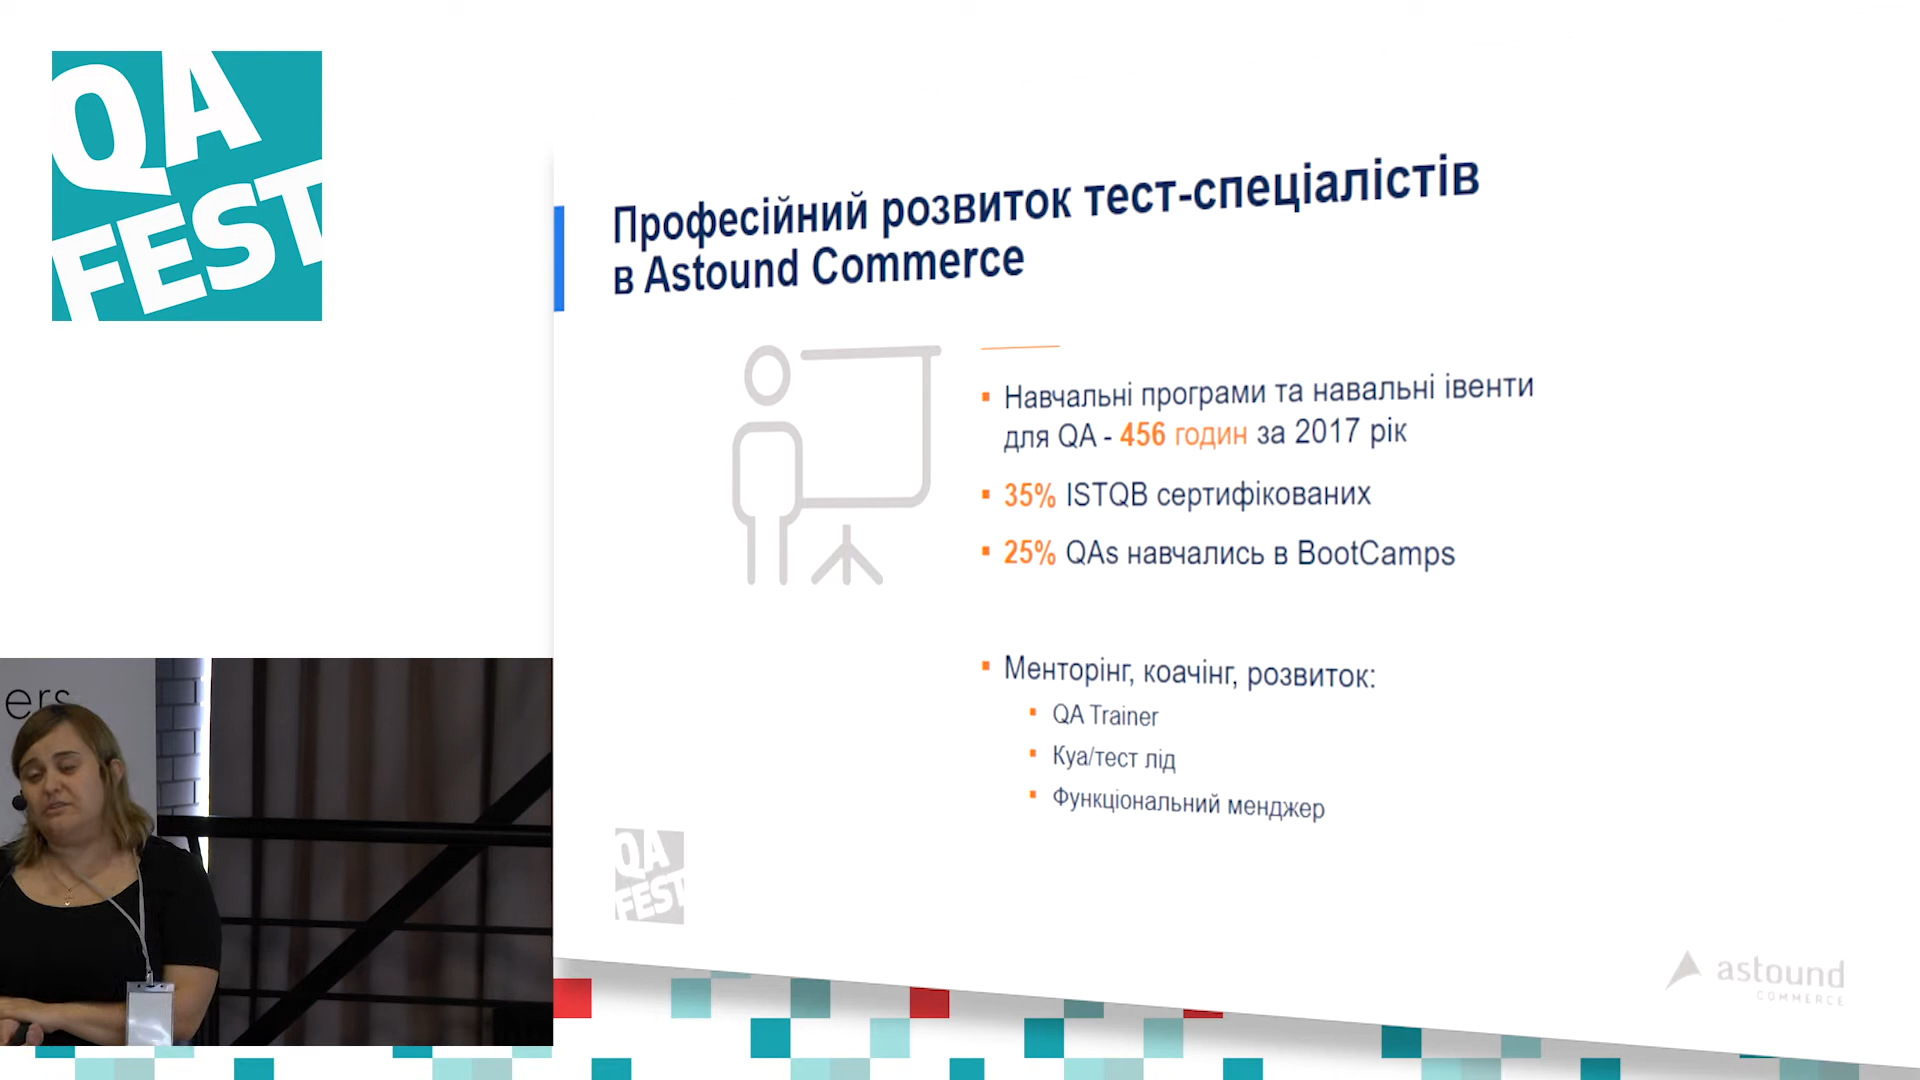 QA
FEST
Професійний розвиток тест-спеціалістів
в Astound Commerce
Навчальні програми та навальні івенти
для QA - 456 годин за 2017 рік
35% ISTQB сертифікованих
25% QAs навчались в BootCamps
Менторінг, коачінг, розвиток:
QA Trainer
Куа/тест лід
Функціональний менджер
ers
QA
FEST
astound
COMMERCE